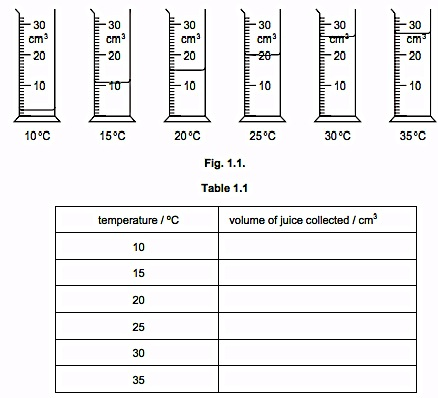 30 30 30 30 30 30
cm³ cm³ cm³ cm³ cm³ cm³
20 20 20 20 20 20
10 10 10 10 10 10
10°C 15°C 20°C 25°C 30°C 35°C
Fig. 1.1.
Table 1.1
temperature / °C volume of juice collected / cm³
10
15
20
25
30
35